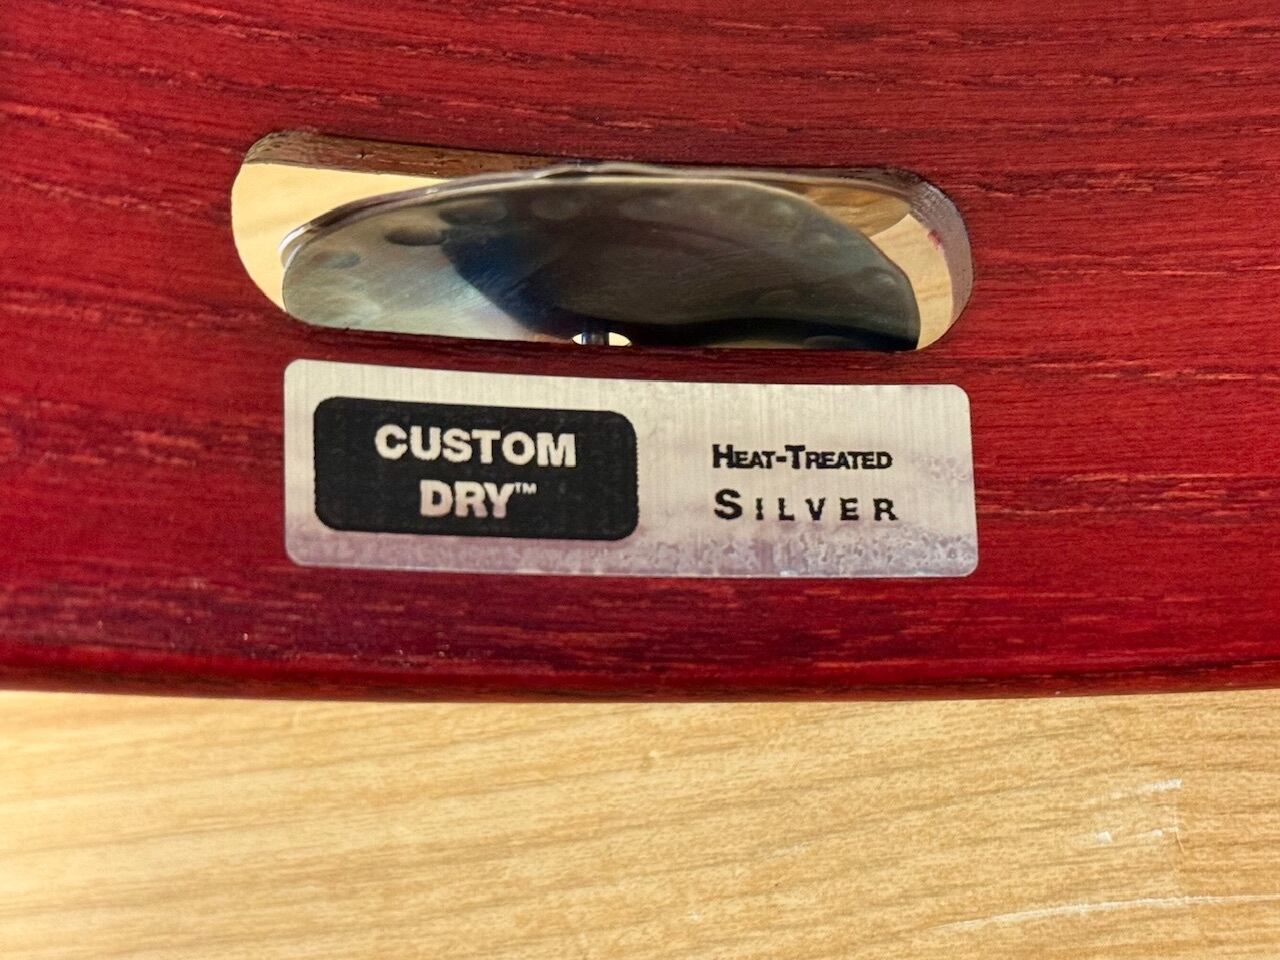 CUSTOM
DRY™
HEAT-TREATED
SILVER